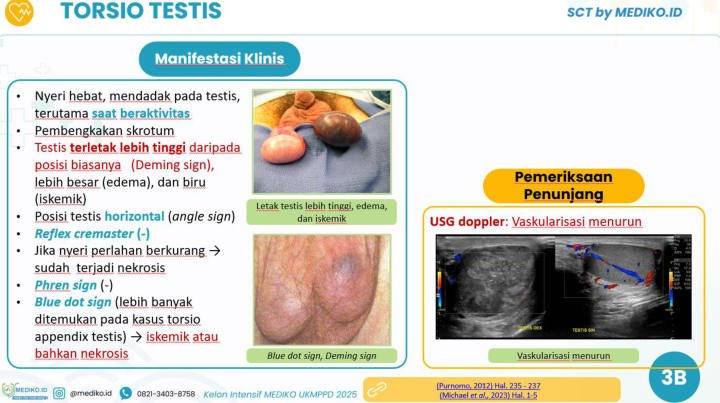 TORSIO TESTIS
SCT by MEDIKO.ID
Manifestasi Klinis
• Nyeri hebat, mendadak pada testis,
terutama saat beraktivitas
• Pembengkakan skrotum
• Testis terletak lebih tinggi daripada
posisi biasanya (Deming sign),
lebih besar (edema), dan biru
(iskemik)
• Posisi testis horizontal (angle sign)
• Reflex cremaster (-)
• Jika nyeri perlahan berkurang →
sudah terjadi nekrosis
• Phren sign (-)
• Blue dot sign (lebih banyak
ditemukan pada kasus torsio
appendix testis) → iskemik atau
bahkan nekrosis
Letak testis lebih tinggi, edema,
dan iskemik
Blue dot sign, Deming sign
Pemeriksaan
Penunjang
USG doppler: Vaskularisasi menurun
TESTIS DEX
TESTIS SIN
Vaskularisasi menurun
3B
MEDIKO.ID
@mediko.id
0821-3403-8758
Kelon Intensif MEDIKO UKMPPD 2025
(Purnomo, 2012) Hal. 235 - 237
(Michael et al., 2023) Hal. 1-5